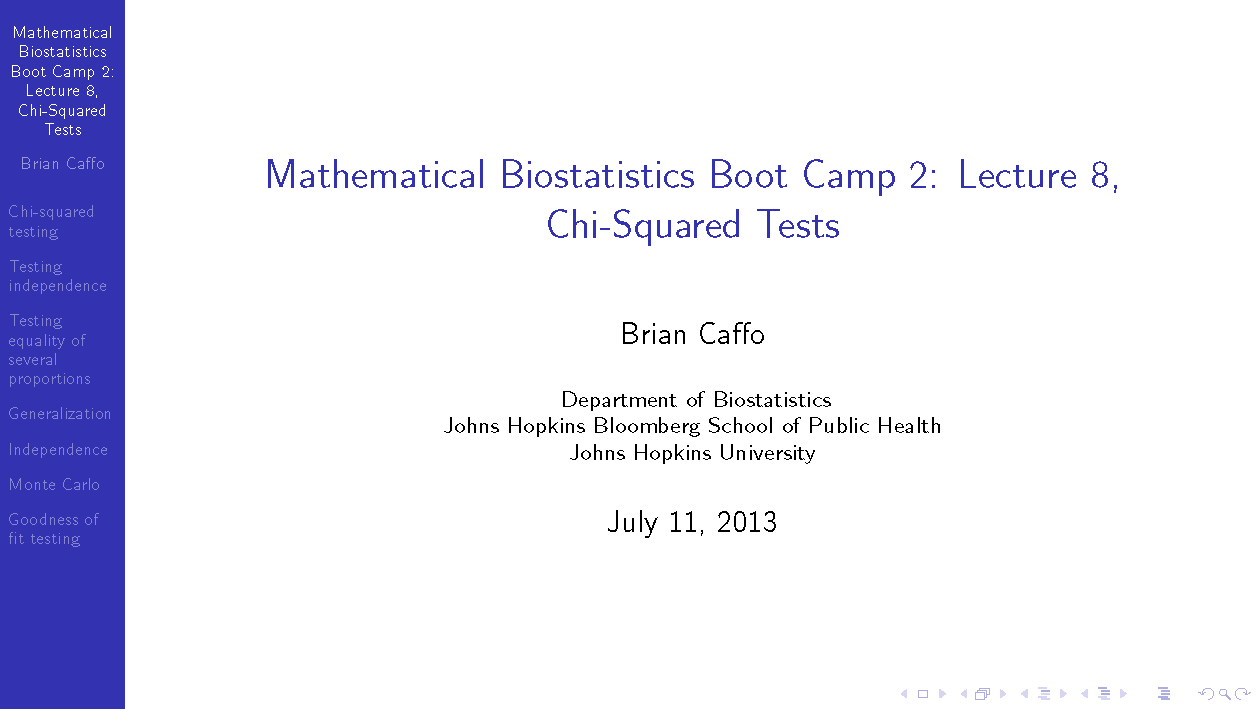 Mathematical
Biostatistics
Boot Camp 2:
Lecture 8,
Chi-Squared
Tests
Brian Caffo
Chi-squared
testing
Testing
independence
Testing
equality of
several
proportions
Generalization
Independence
Monte Carlo
Goodness of
fit testing
Mathematical Biostatistics Boot Camp 2: Lecture 8,
Chi-Squared Tests
Brian Caffo
Department of Biostatistics
Johns Hopkins Bloomberg School of Public Health
Johns Hopkins University
July 11, 2013